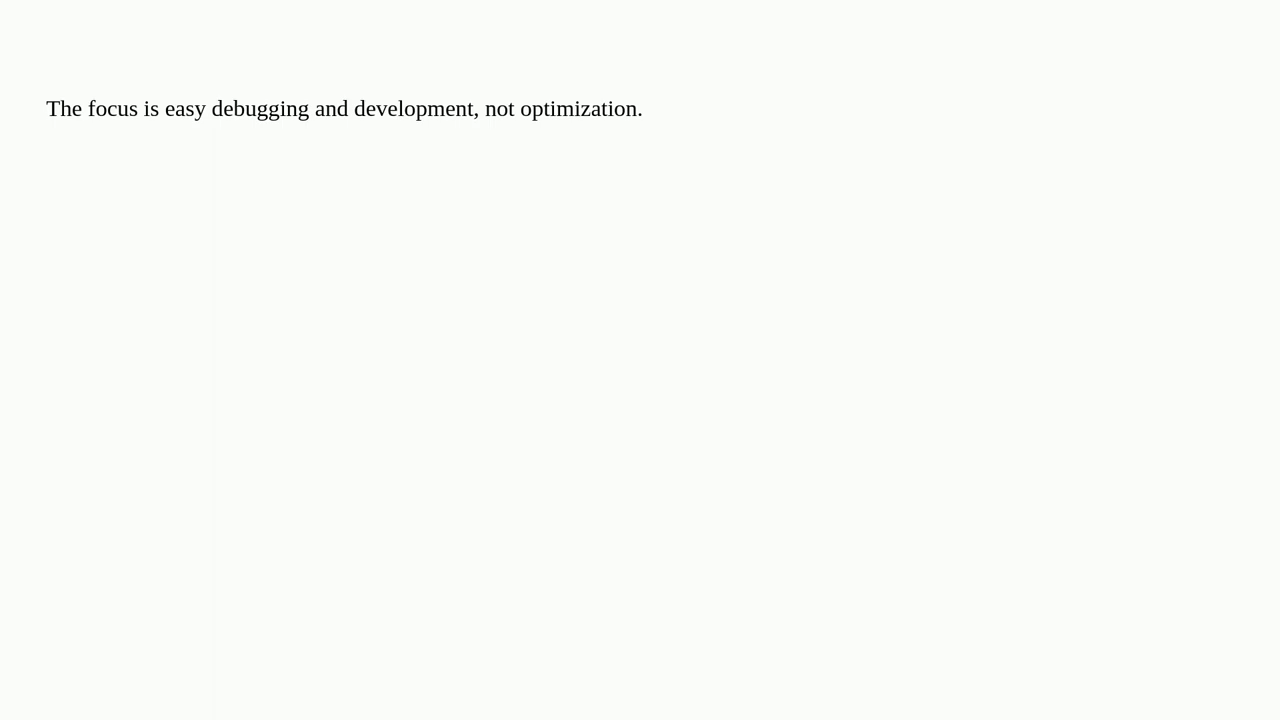 The focus is easy debugging and development, not optimization.